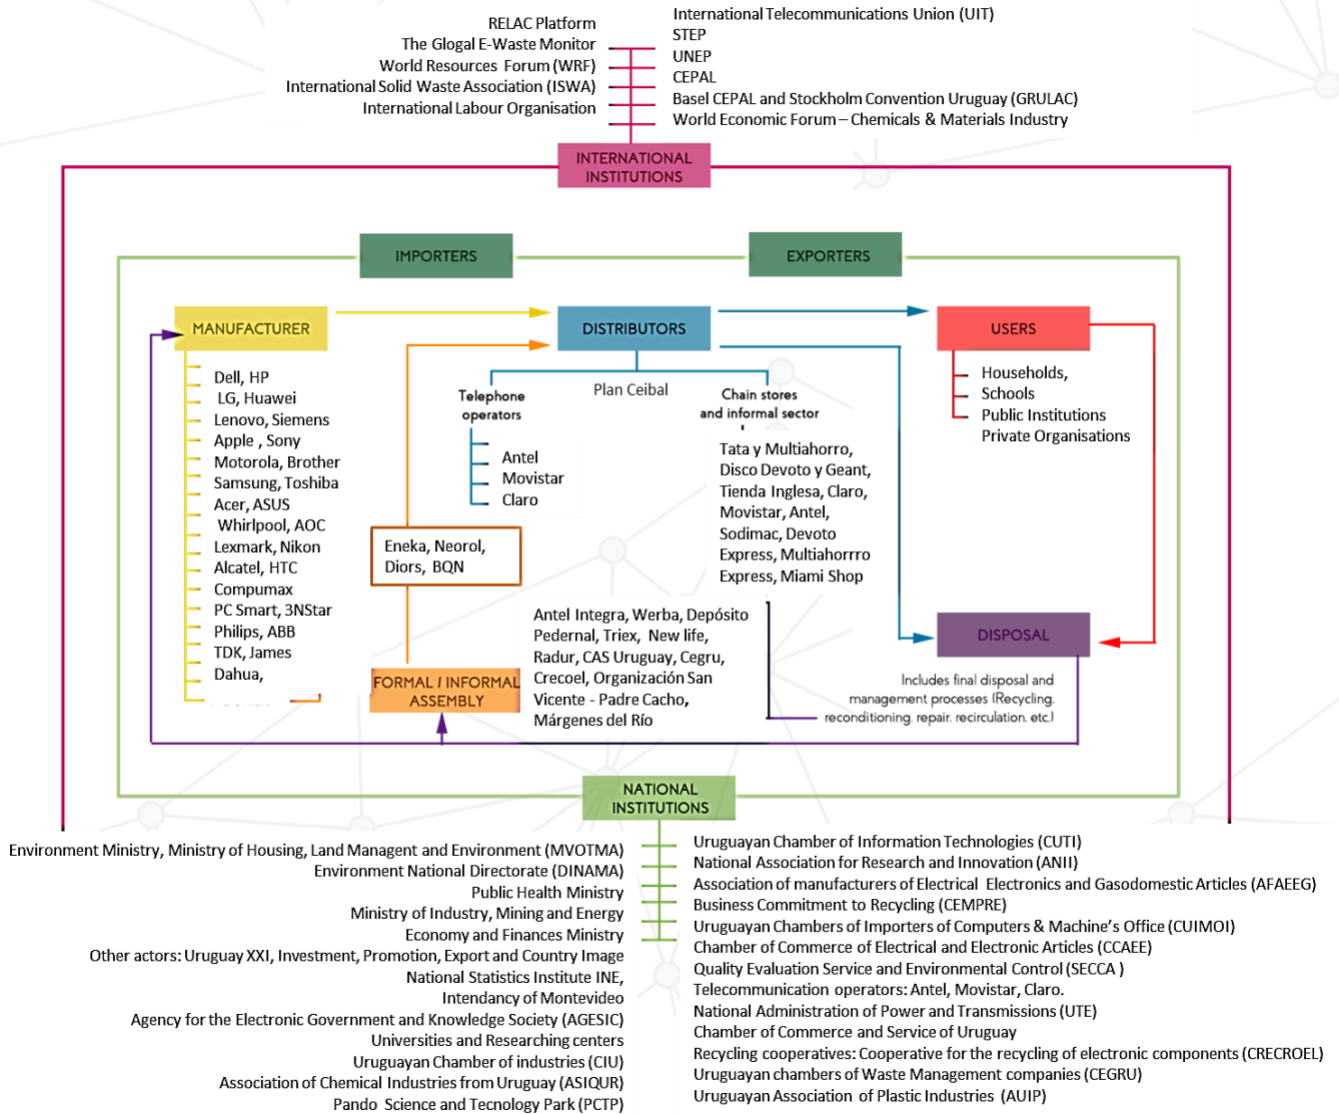 RELAC Platform
The Glogal E-Waste Monitor
World Resources Forum (WRF)
International Solid Waste Association (ISWA)
International Labour Organisation
International Telecommunications Union (UIT)
STEP
UNEP
CEPAL
Basel CEPAL and Stockholm Convention Uruguay (GRULAC)
World Economic Forum – Chemicals & Materials Industry
INTERNATIONAL
INSTITUTIONS
IMPORTERS
EXPORTERS
MANUFACTURER
DISTRIBUTORS
USERS
Dell, HP
LG, Huawei
Lenovo, Siemens
Apple , Sony
Motorola, Brother
Samsung, Toshiba
Acer, ASUS
Whirlpool, AOC
Lexmark, Nikon
Alcatel, HTC
Compumax
PC Smart, 3NStar
Philips, ABB
TDK, James
Dahua,
Telephone
operators
Antel
Movistar
Claro
Plan Ceibal
Chain stores
and informal sector
Tata y Multiahorro,
Disco Devoto y Geant,
Tienda Inglesa, Claro,
Movistar, Antel,
Sodimac, Devoto
Express, Multiahorrro
Express, Miami Shop
Households,
Schools
Public Institutions
Private Organisations
Eneka, Neorol,
Diors, BQN
FORMAL / INFORMAL
ASSEMBLY
Antel Integra, Werba, Depósito
Pedernal, Triex, New life,
Radur, CAS Uruguay, Cegru,
Crecoel, Organización San
Vicente - Padre Cacho,
Márgenes del Río
DISPOSAL
Includes final disposal and
management processes (Recycling,
reconditioning, repair, recirculation, etc.)
NATIONAL
INSTITUTIONS
Environment Ministry, Ministry of Housing, Land Managent and Environment (MVOTMA)
Environment National Directorate (DINAMA)
Public Health Ministry
Ministry of Industry, Mining and Energy
Economy and Finances Ministry
Other actors: Uruguay XXI, Investment, Promotion, Export and Country Image
National Statistics Institute INE,
Intendancy of Montevideo
Agency for the Electronic Government and Knowledge Society (AGESIC)
Universities and Researching centers
Uruguayan Chamber of industries (CIU)
Association of Chemical Industries from Uruguay (ASIQUR)
Pando Science and Tecnology Park (PCTP)
Uruguayan Chamber of Information Technologies (CUTI)
National Association for Research and Innovation (ANII)
Association of manufacturers of Electrical Electronics and Gasodomestic Articles (AFAEEG)
Business Commitment to Recycling (CEMPRE)
Uruguayan Chambers of Importers of Computers & Machine's Office (CUIMOI)
Chamber of Commerce of Electrical and Electronic Articles (CCAEE)
Quality Evaluation Service and Environmental Control (SECCA )
Telecommunication operators: Antel, Movistar, Claro.
National Administration of Power and Transmissions (UTE)
Chamber of Commerce and Service of Uruguay
Recycling cooperatives: Cooperative for the recycling of electronic components (CRECROEL)
Uruguayan chambers of Waste Management companies (CEGRU)
Uruguayan Association of Plastic Industries (AUIP)